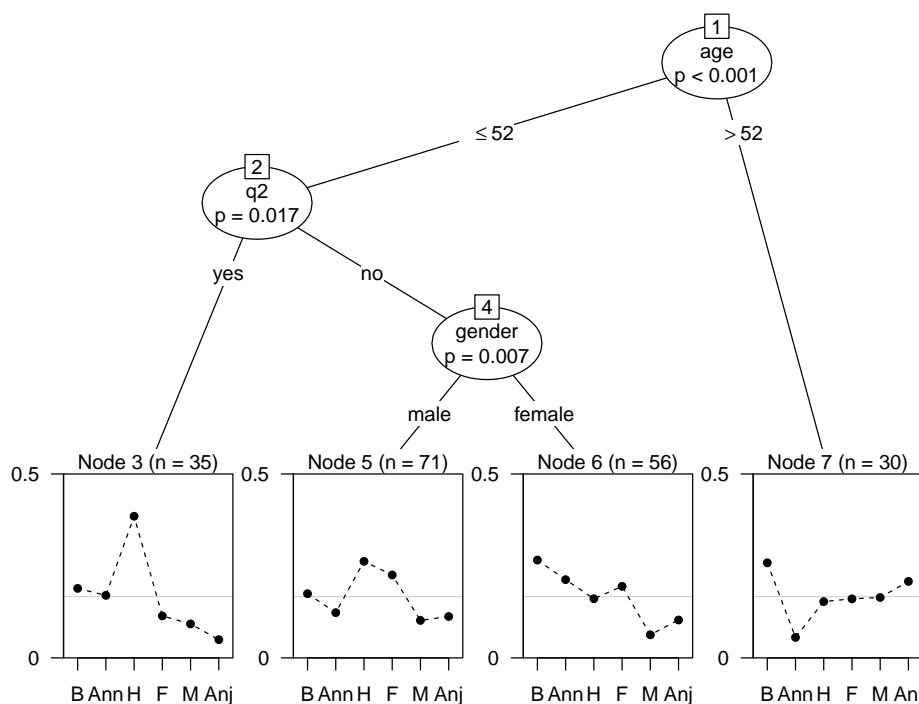 1
age
p < 0.001
≤ 52
> 52
2
q2
p = 0.017
yes
no
4
gender
p = 0.007
male
female
Node 3 (n = 35)
Node 5 (n = 71)
Node 6 (n = 56)
Node 7 (n = 30)
0.5
0.5
0.5
0.5
0
0
0
0
B Ann H F M Anj
B Ann H F M Anj
B Ann H F M Anj
B Ann H F M Anj